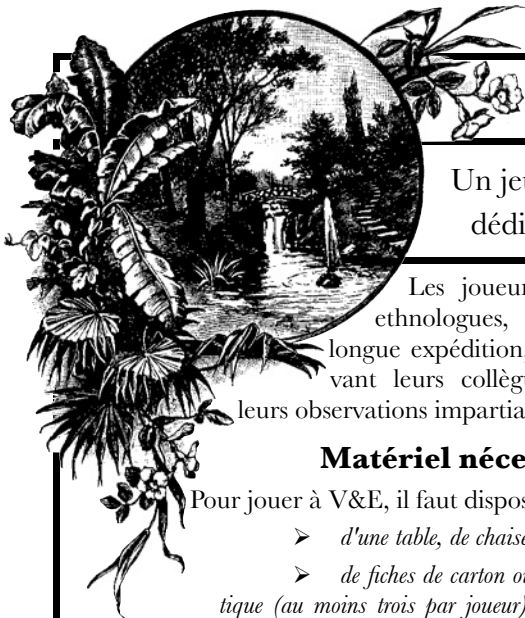 Un jeu
dédi
Les joueur
ethnologues,
longue expédition,
vant leurs collèg
leurs observations impartia
Matériel néce
Pour jouer à V&E, il faut dispos
➤ d'une table, de chaise
➤ de fiches de carton o
tique (au moins trois par joueur)